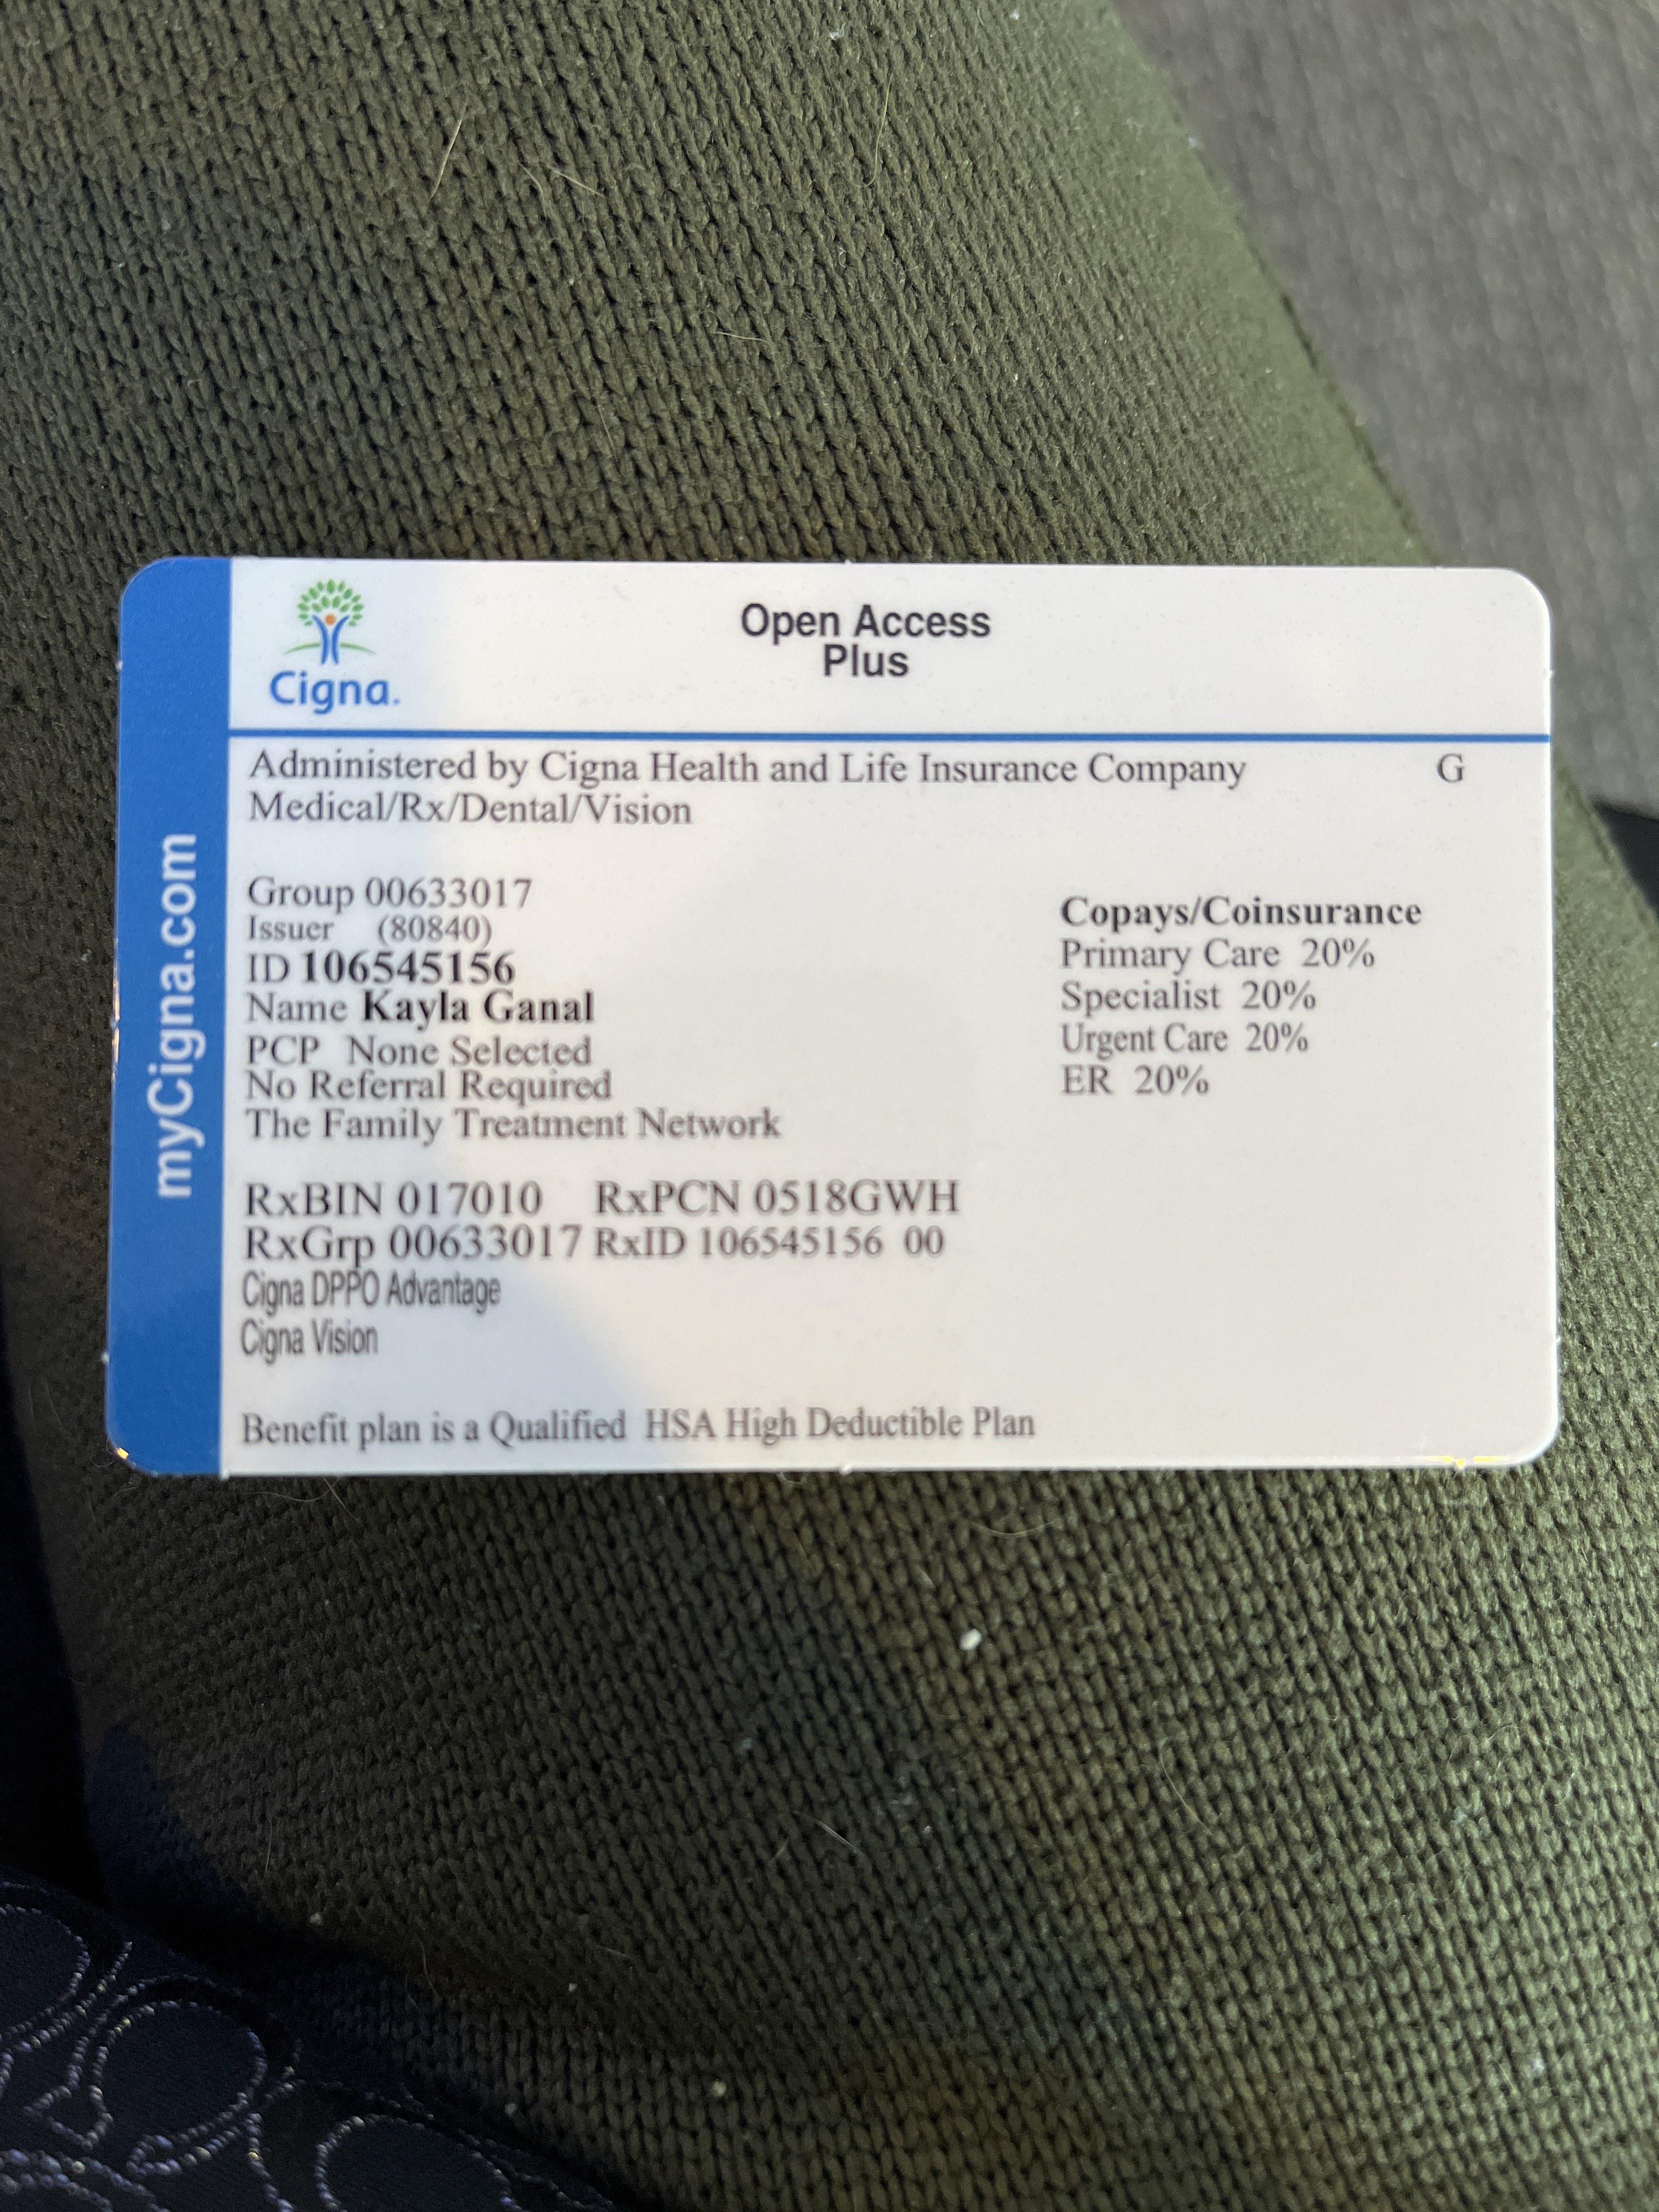 Cigna.
Open Access
Plus
myCigna.com
Administered by Cigna Health and Life Insurance Company G
Medical/Rx/Dental/Vision
Group 00633017
Issuer (80840)
ID 106545156
Name Kayla Ganal
PCP None Selected
No Referral Required
The Family Treatment Network
Copays/Coinsurance
Primary Care 20%
Specialist 20%
Urgent Care 20%
ER 20%
RxBIN 017010 RxPCN 0518GWH
RxGrp 00633017 RxID 106545156 00
Cigna DPPO Advantage
Cigna Vision
Benefit plan is a Qualified HSA High Deductible Plan